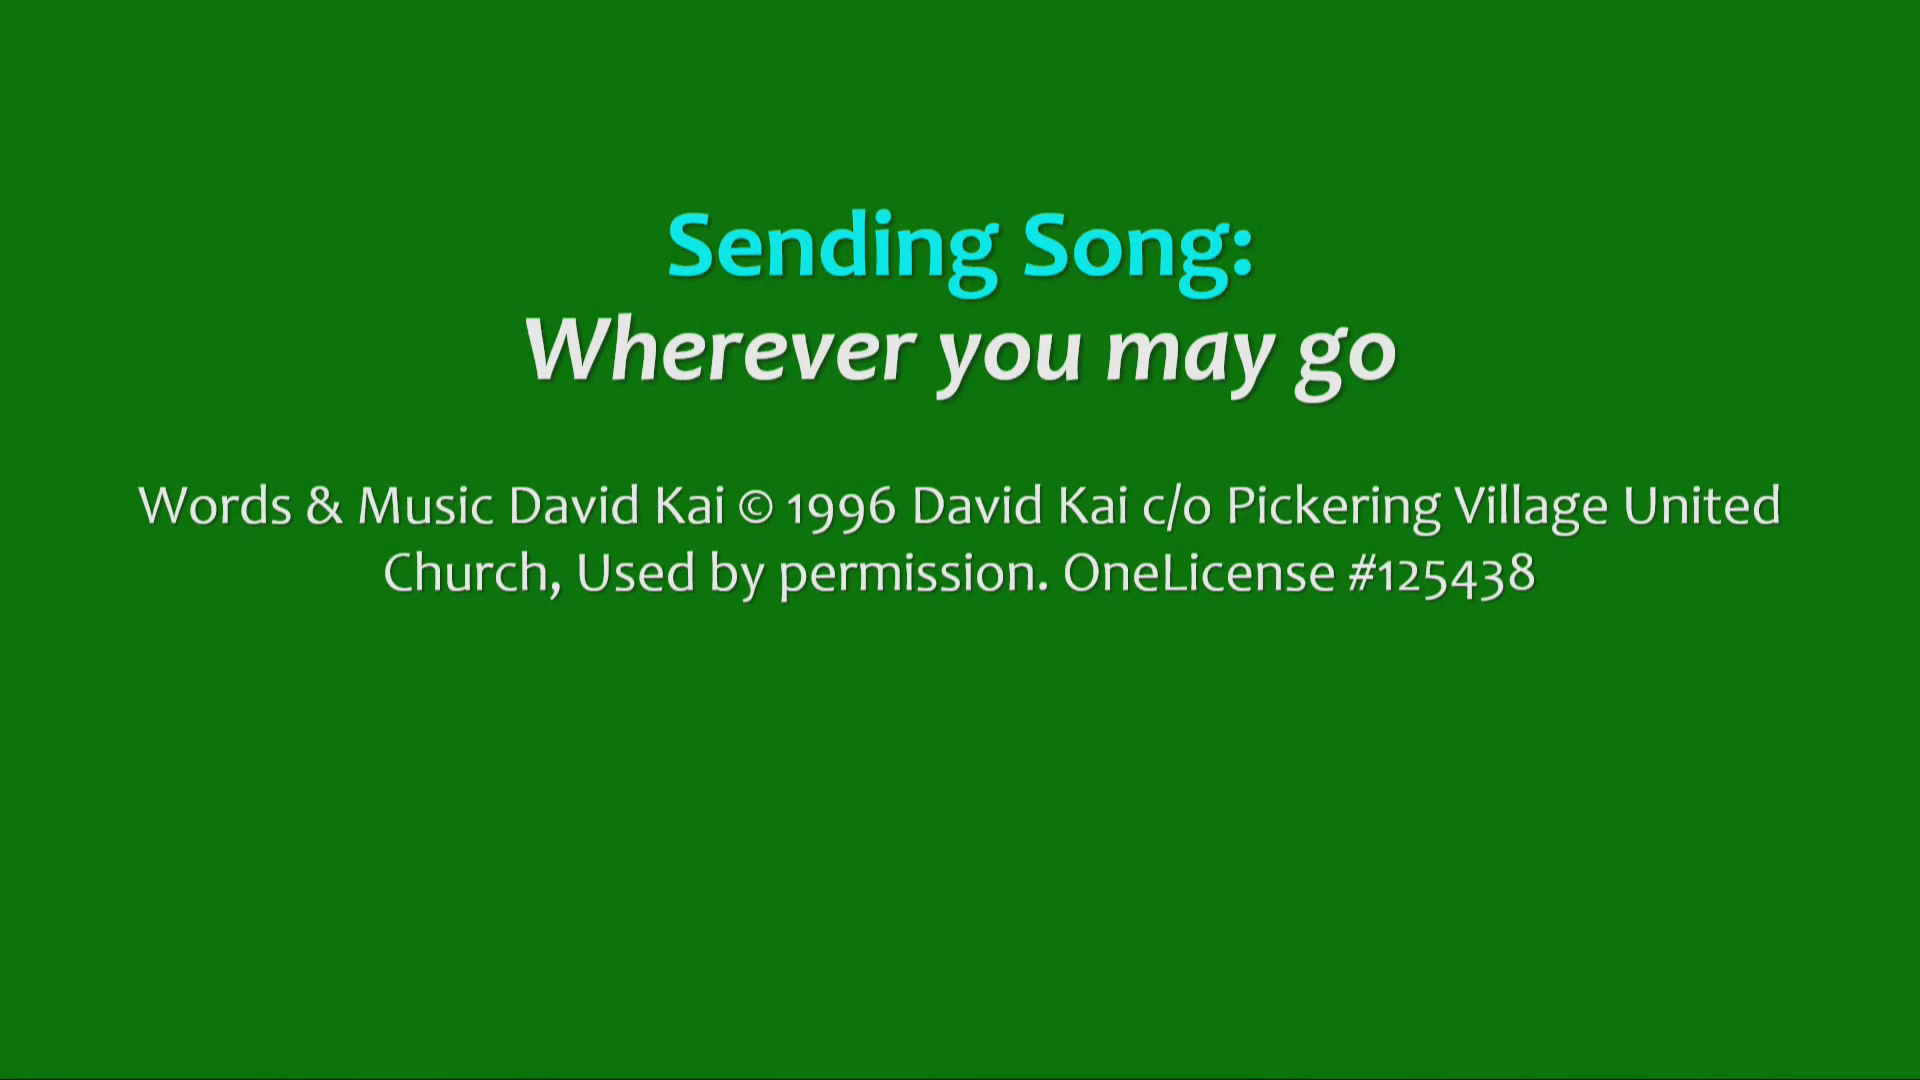 Sending Song:
Wherever you may go
Words & Music David Kai © 1996 David Kai c/o Pickering Village United
Church, Used by permission. OneLicense #125438